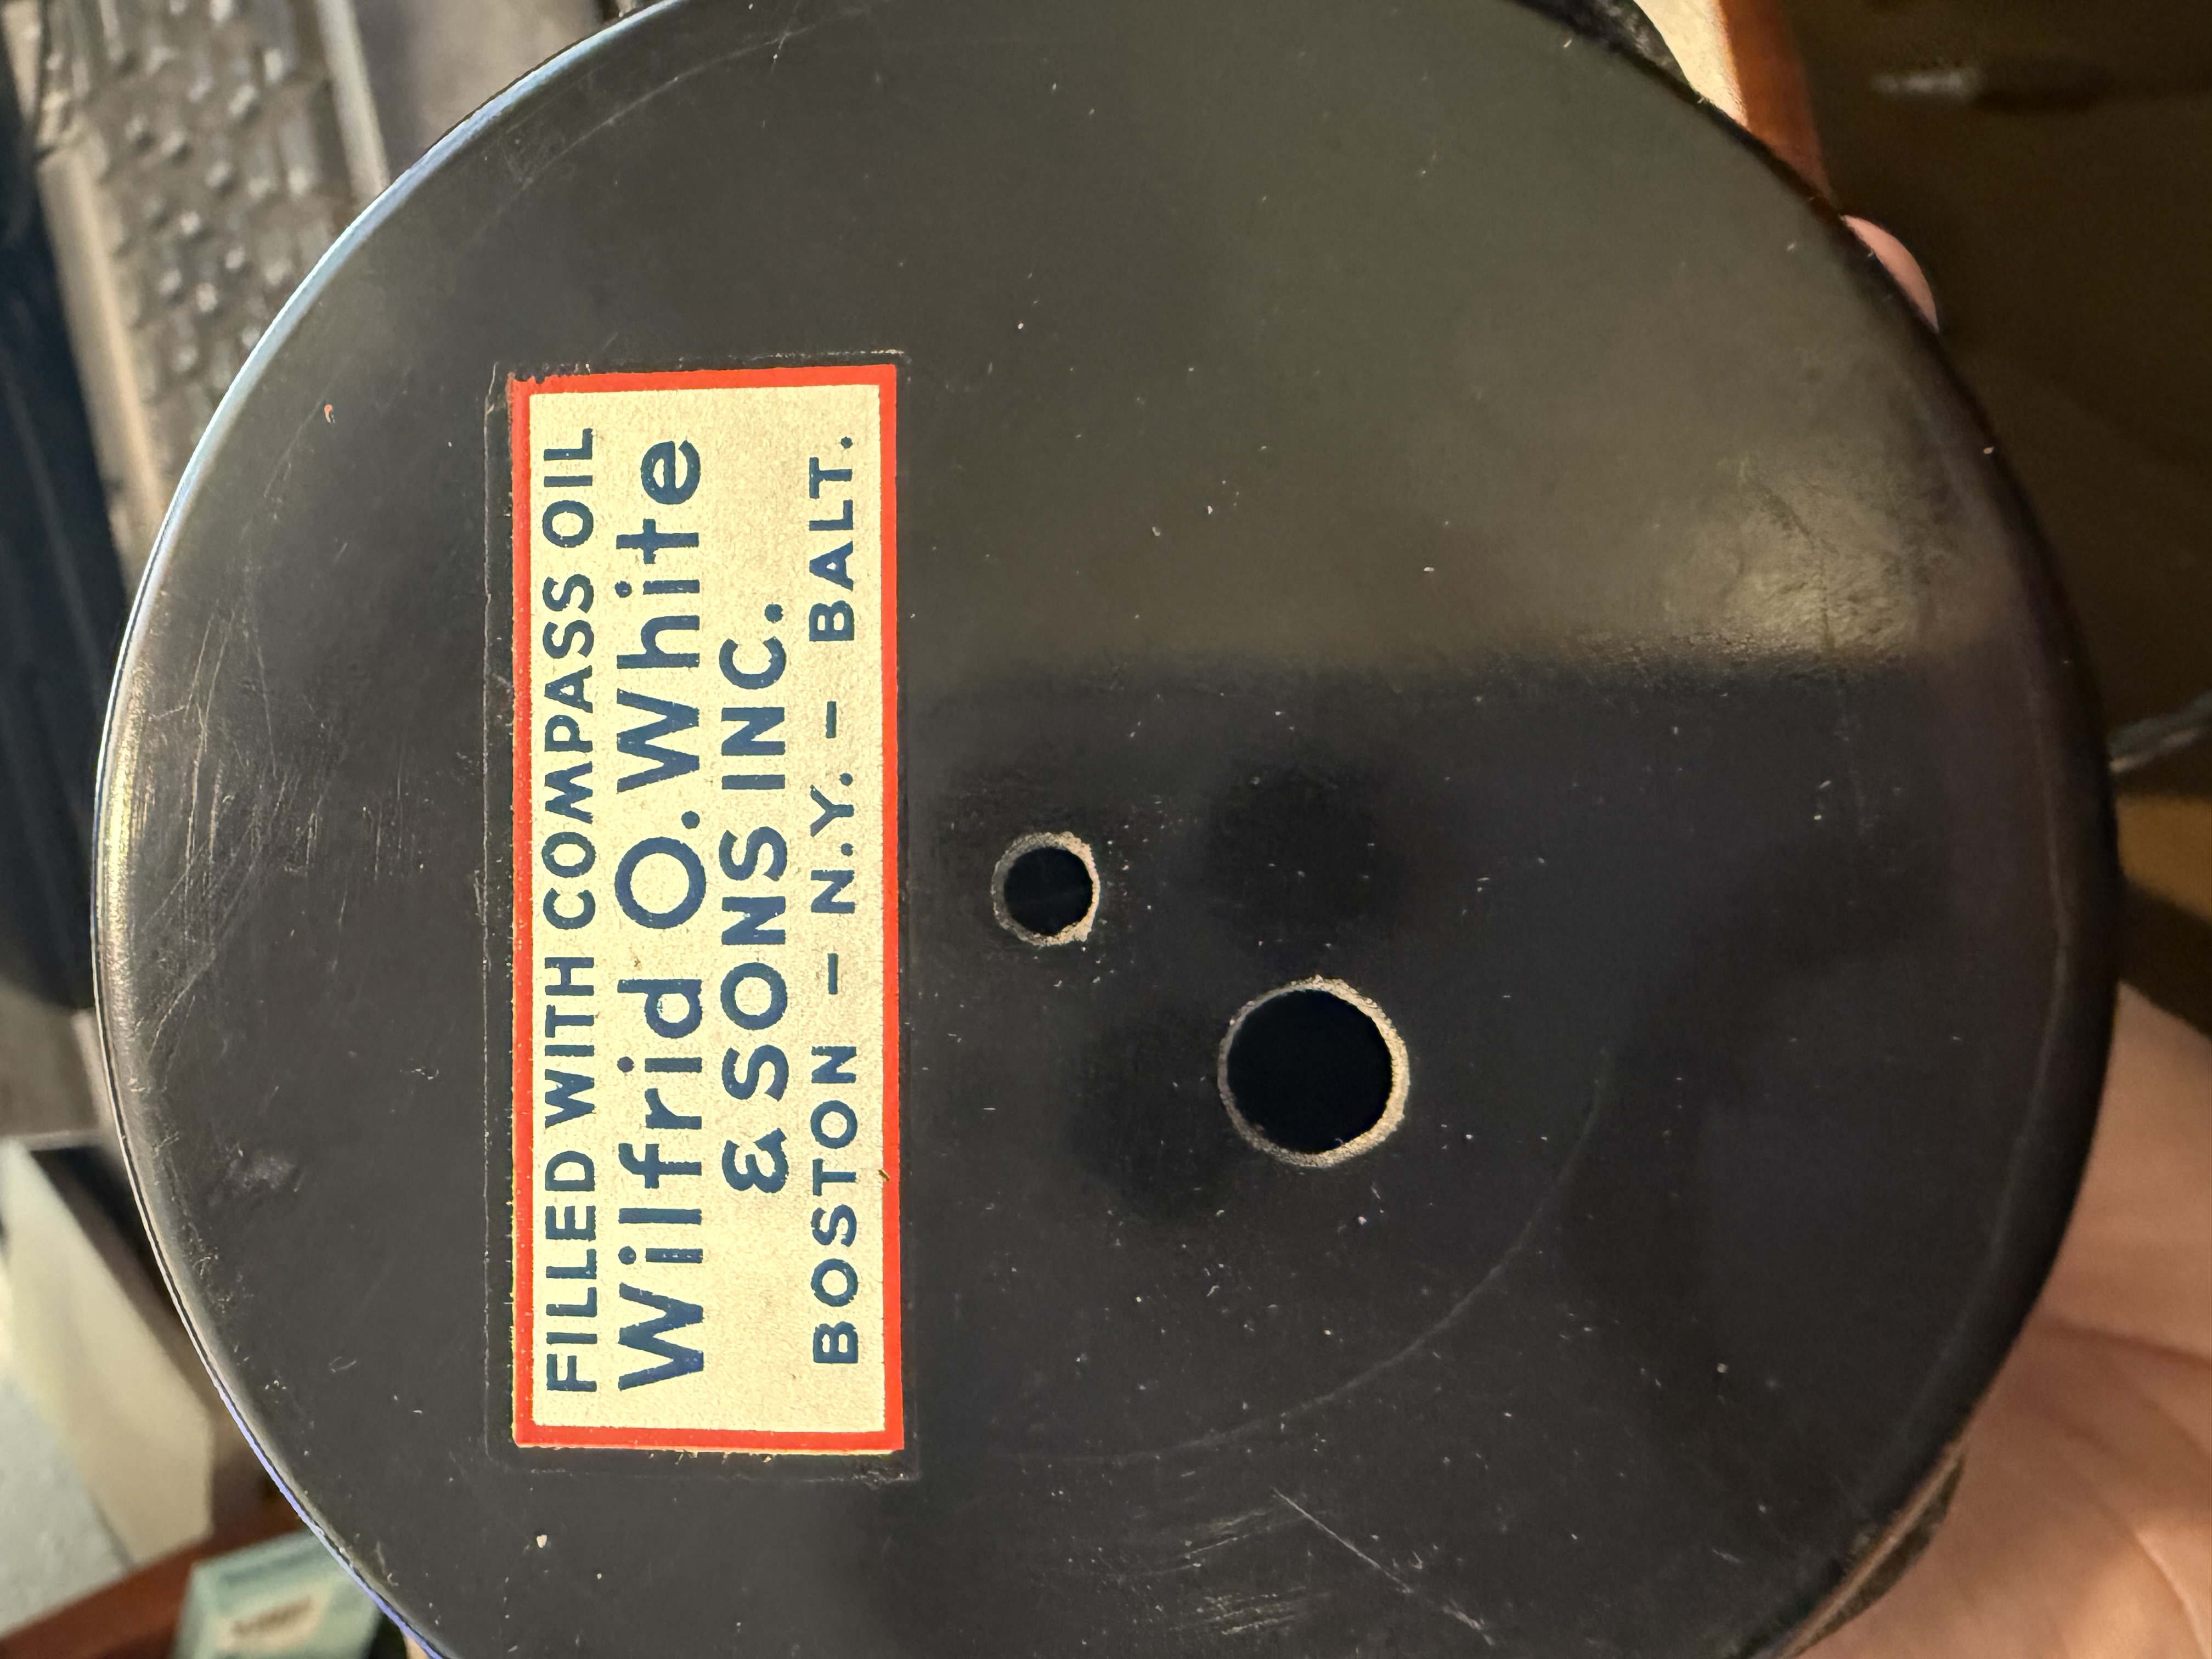 FILLED WITH COMPASS OIL
Wilfrid O. White
& SONS INC.
BOSTON – N.Y. – BALT.